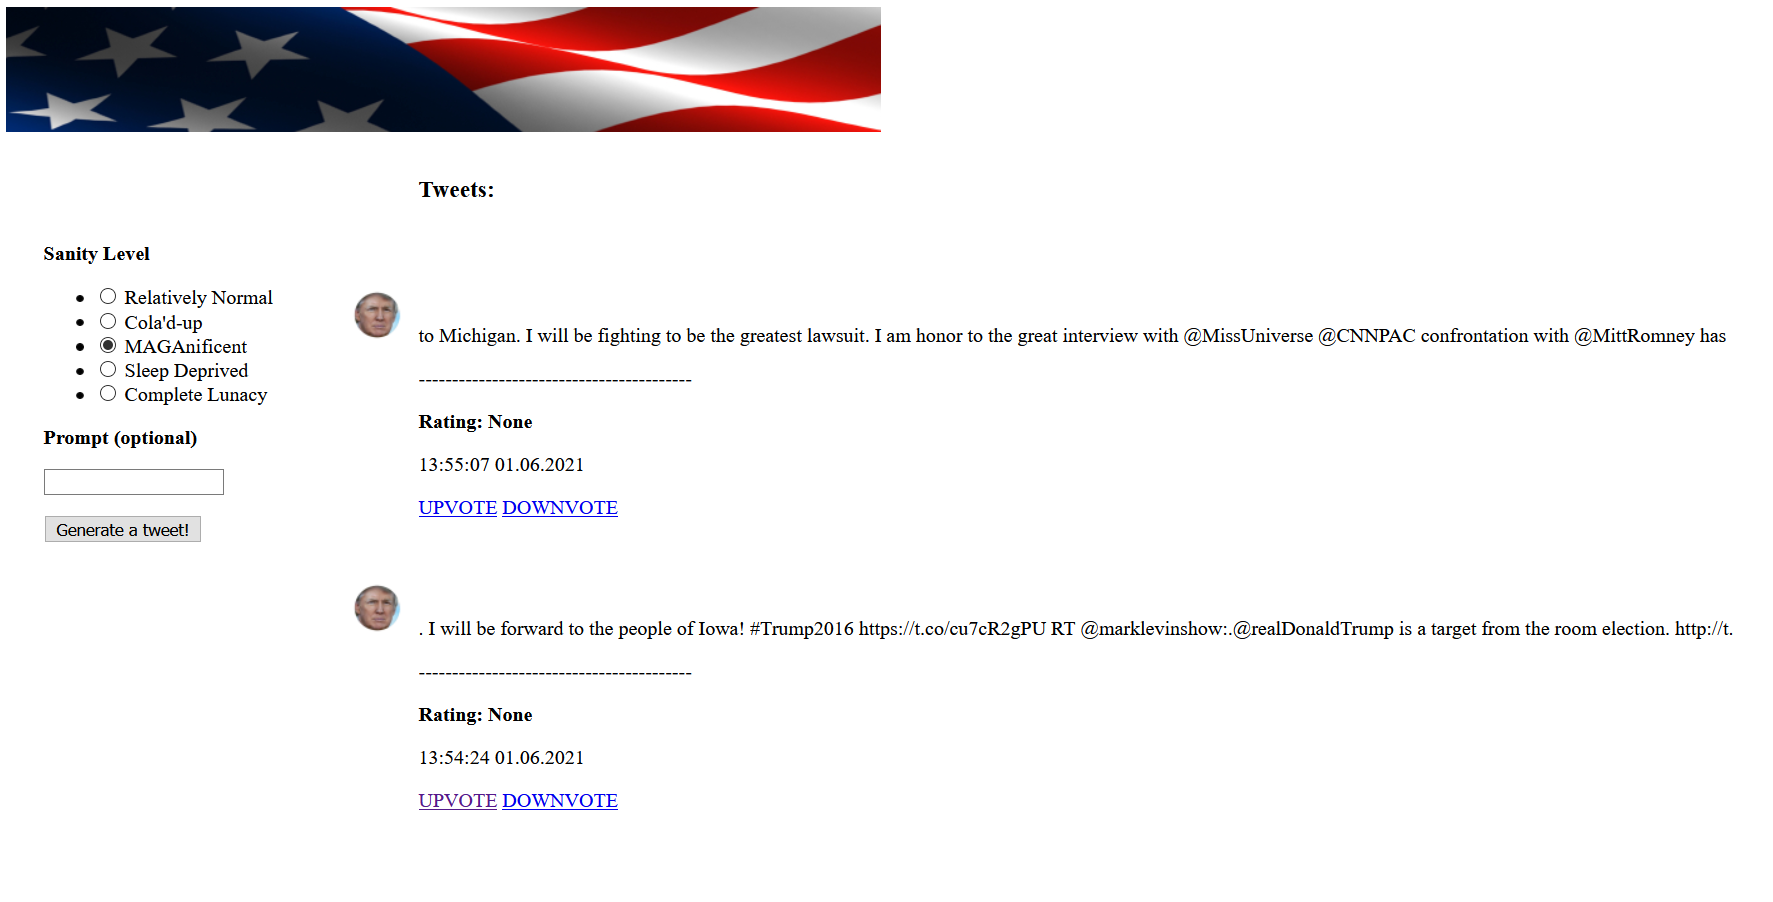 Tweets:
Sanity Level
Relatively Normal
Cola'd-up
MAGAnificent
Sleep Deprived
Complete Lunacy
Prompt (optional)
Generate a tweet!
to Michigan. I will be fighting to be the greatest lawsuit. I am honor to the great interview with @MissUniverse @CNNPAC confrontation with @MittRomney has
-----------------------------------------
Rating: None
13:55:07 01.06.2021
UPVOTE DOWNVOTE
. I will be forward to the people of Iowa! #Trump2016 https://t.co/cu7cR2gPU RT @marklevinshow:.@realDonaldTrump is a target from the room election. http://t.
-----------------------------------------
Rating: None
13:54:24 01.06.2021
UPVOTE DOWNVOTE